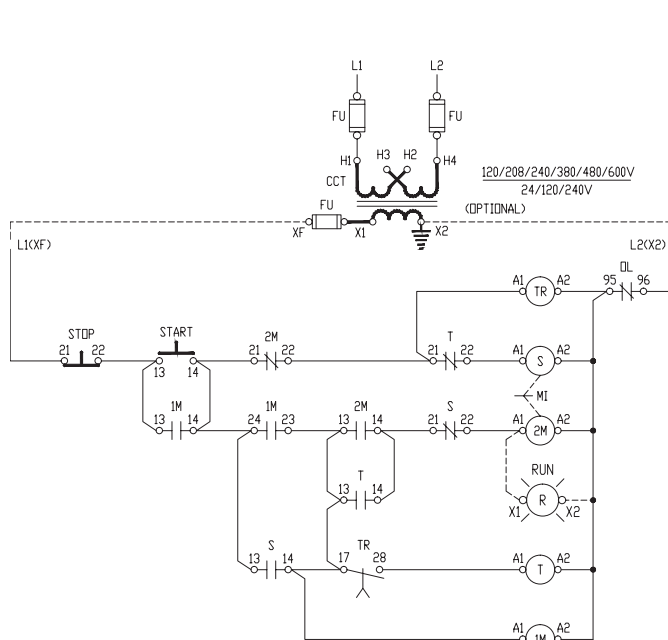 L1 L2
FU FU
H1 H3 H2 H4
CCT
120/208/240/380/480/600V
24/120/240V
(OPTIONAL)
FU
XF X1 X2
L1(XF) L2(X2)
OL
A1 TR A2 95 96
STOP START 2M T
21 22 13 14 21 22 21 22 A1 S A2
MI
1M 1M 2M S
13 14 24 23 13 14 21 22 A1 2M A2
RUN
T
13 14 X1 R X2
S TR
13 14 17 28 A1 T A2
A1 1M A2